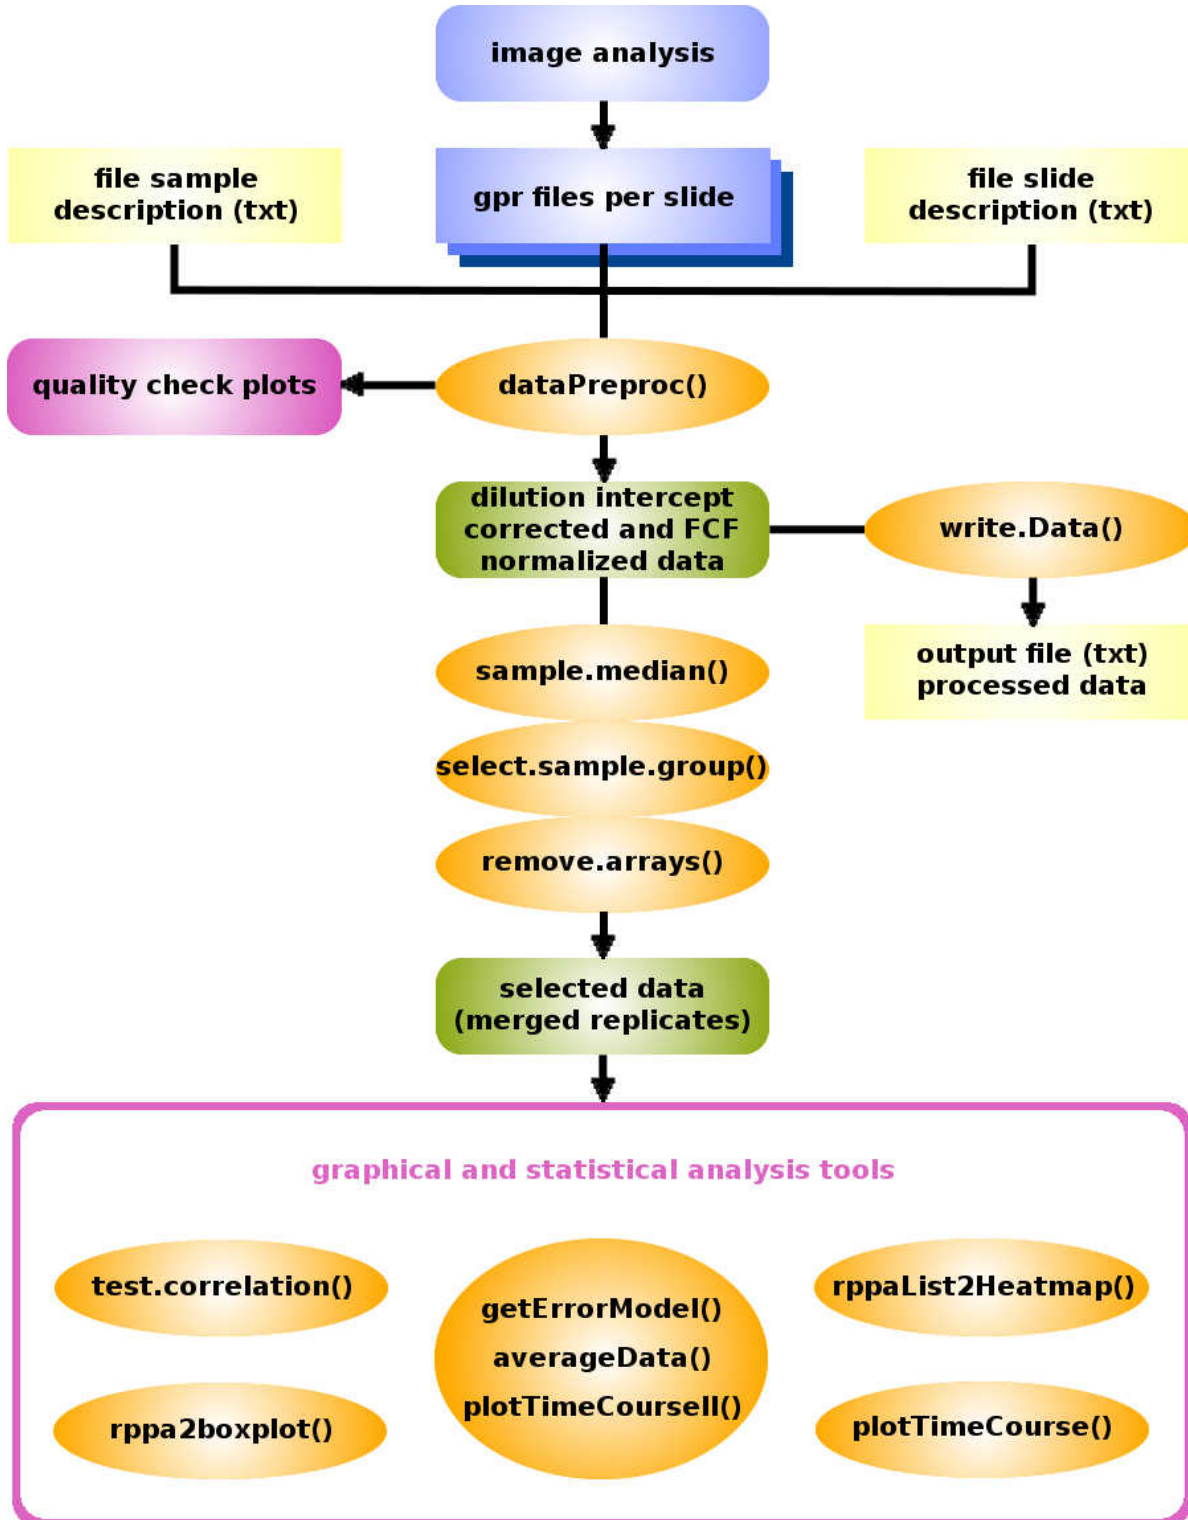 image analysis
file sample
description (txt)
gpr files per slide
file slide
description (txt)
quality check plots
dataPreproc()
dilution intercept
corrected and FCF
normalized data
write.Data()
sample.median()
output file (txt)
processed data
select.sample.group()
remove.arrays()
selected data
(merged replicates)
graphical and statistical analysis tools
test.correlation()
getErrorModel()
averageData()
plotTimeCourseII()
rppaList2Heatmap()
rppa2boxplot()
plotTimeCourse()